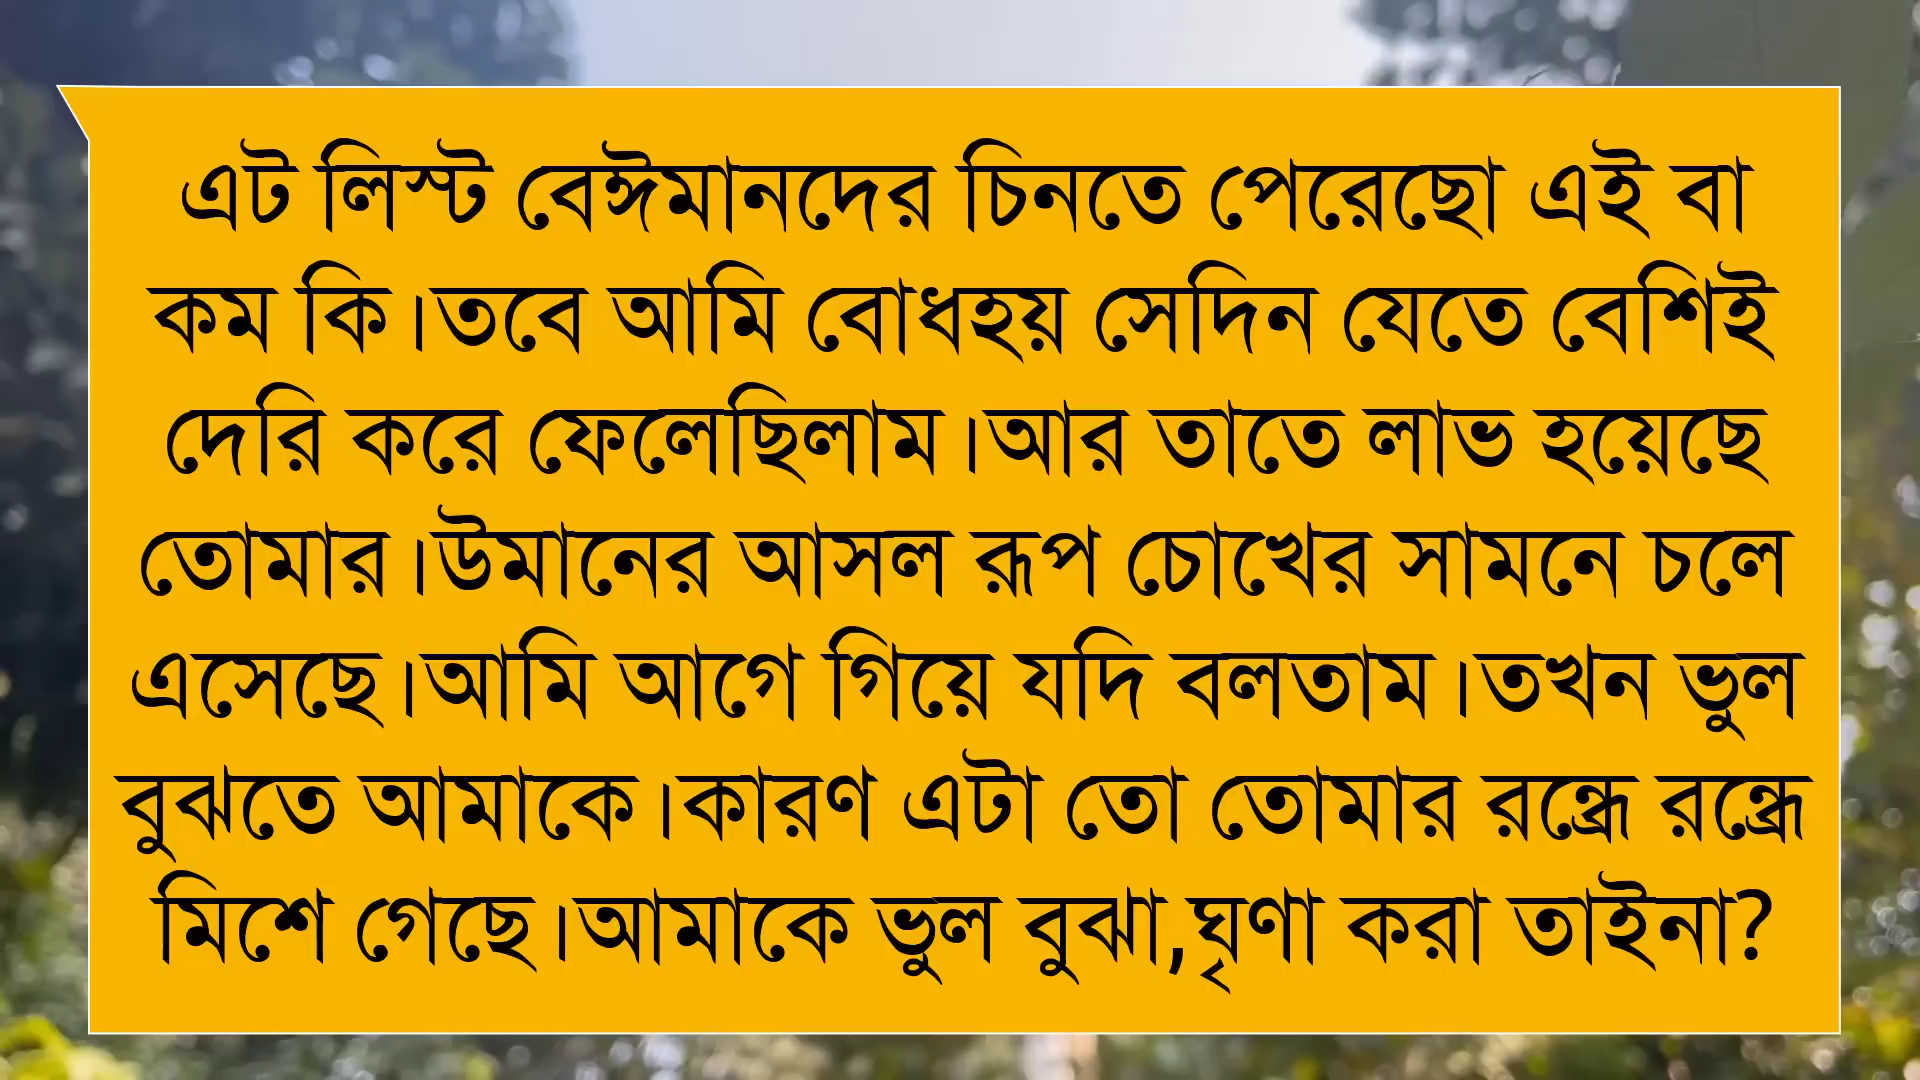 এট লিস্ট বেঈমানদের চিনতে পেরেছো এই বা
কম কি।তবে আমি বোধহয় সেদিন যেতে বেশিই
দেরি করে ফেলেছিলাম।আর তাতে লাভ হয়েছে
তোমার।উমানের আসল রূপ চোখের সামনে চলে
এসেছে।আমি আগে গিয়ে যদি বলতাম।তখন ভুল
বুঝতে আমাকে।কারণ এটা তো তোমার রন্ধ্রে রন্ধ্রে
মিশে গেছে।আমাকে ভুল বুঝা,ঘৃণা করা তাইনা?